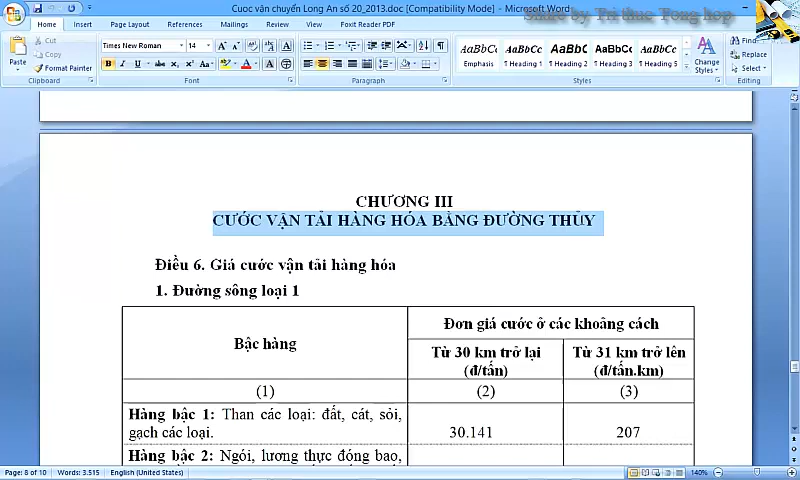 Cuoc vận chuyển Long An số 20_2013.doc [Compatibility Mode] - Microsoft Word
Share by Tri thuc Tong hop
Home Insert Page Layout References Mailings Review View Foxit Reader PDF
Paste
Cut
Copy
Format Painter
Clipboard
Times New Roman 14
B I U abc x₂ x² Aa
Font
Paragraph
AaBbCc AaBbCc AaBbC AaBbCc AaBbCc
Emphasis ¶ Heading 1 ¶ Heading 2 ¶ Heading 3 ¶ Heading 5
Change Styles
Styles
Find
Replace
Select
Editing
CHƯƠNG III
CƯỚC VẬN TẢI HÀNG HÓA BẰNG ĐƯỜNG THỦY
Điều 6. Giá cước vận tải hàng hóa
1. Đường sông loại 1
Bậc hàng
Đơn giá cước ở các khoảng cách
Từ 30 km trở lại (đ/tấn)
Từ 31 km trở lên (đ/tấn.km)
(1) (2) (3)
Hàng bậc 1: Than các loại: đất, cát, sỏi,
gạch các loại. 30.141 207
Hàng bậc 2: Ngói, lương thực đóng bao,
Page: 8 of 10 Words: 3.515 English (United States) 140%